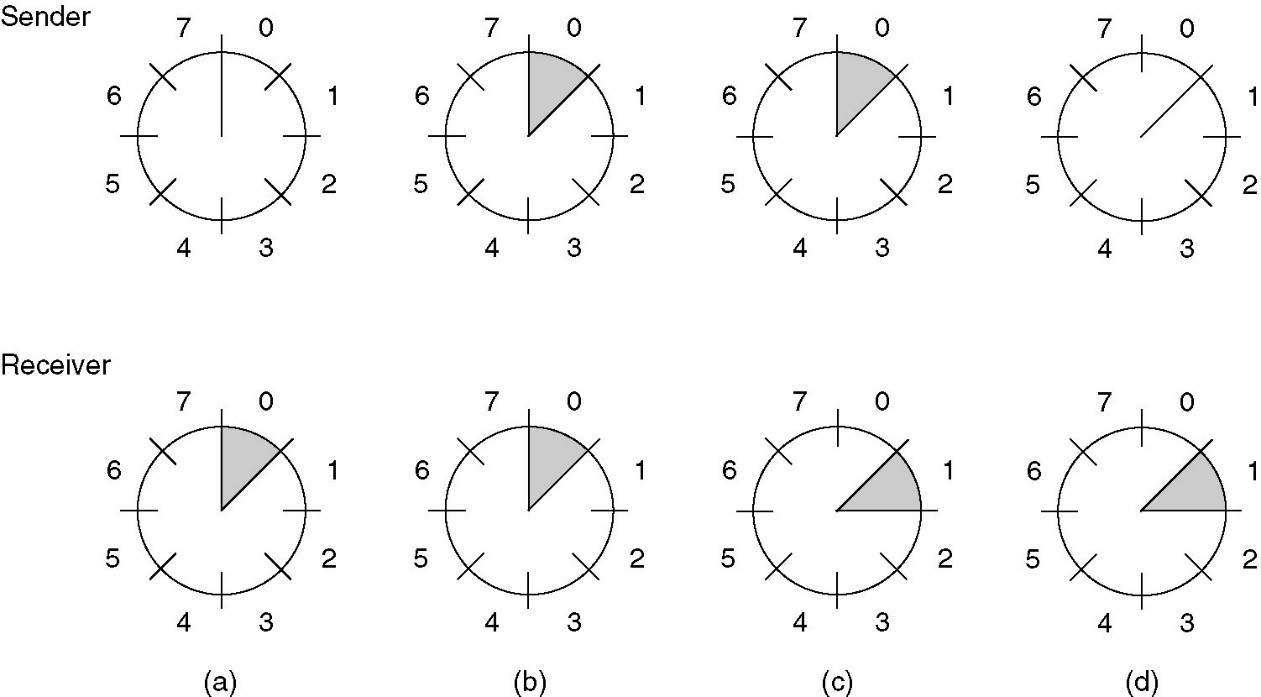 Sender
7 0 7 0 7 0 7 0
6 1 6 1 6 1 6 1
5 2 5 2 5 2 5 2
4 3 4 3 4 3 4 3
Receiver
7 0 7 0 7 0 7 0
6 1 6 1 6 1 6 1
5 2 5 2 5 2 5 2
4 3 4 3 4 3 4 3
(a) (b) (c) (d)